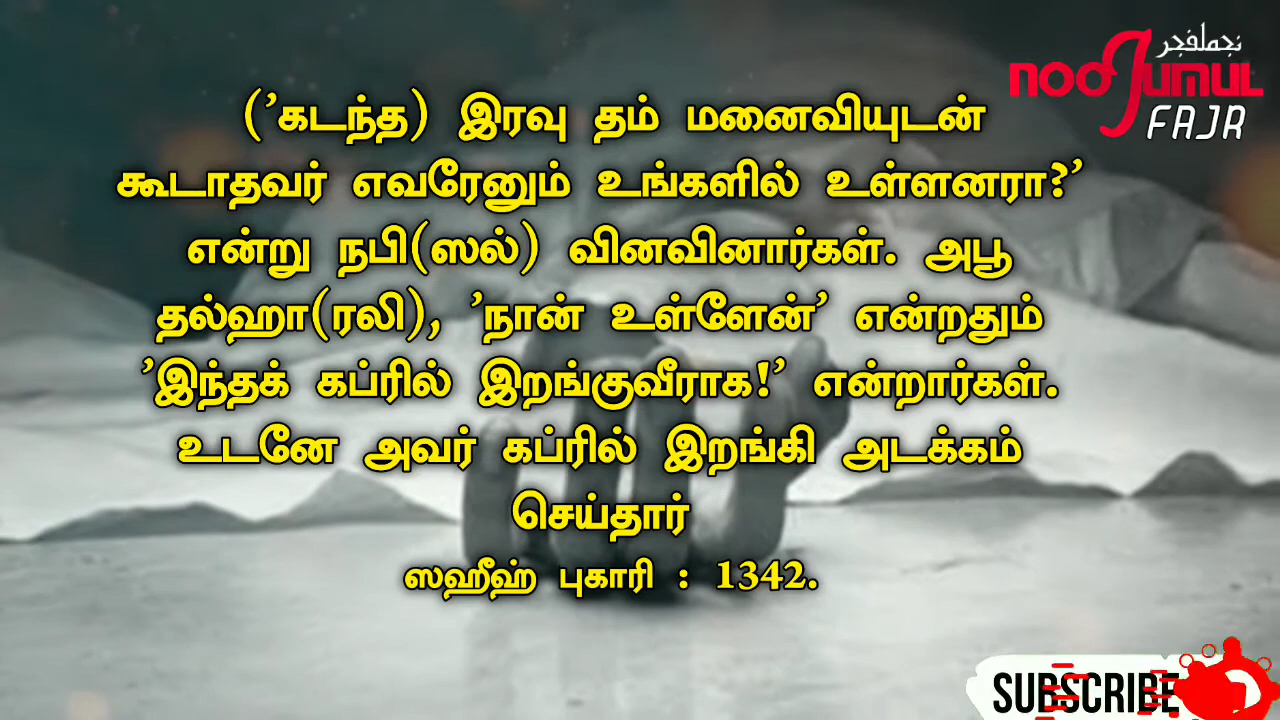 نجملفجر
NOOJUMUL
FAJR
('கடந்த) இரவு தம் மனைவியுடன்
கூடாதவர் எவரேனும் உங்களில் உள்ளனரா?'
என்று நபி(ஸல்) வினவினார்கள். அபூ
தல்ஹா(ரலி), 'நான் உள்ளேன்' என்றதும்
'இந்தக் கப்ரில் இறங்குவீராக!' என்றார்கள்.
உடனே அவர் கப்ரில் இறங்கி அடக்கம்
செய்தார்
ஸஹீஹ் புகாரி : 1342.
SUBSCRIBE